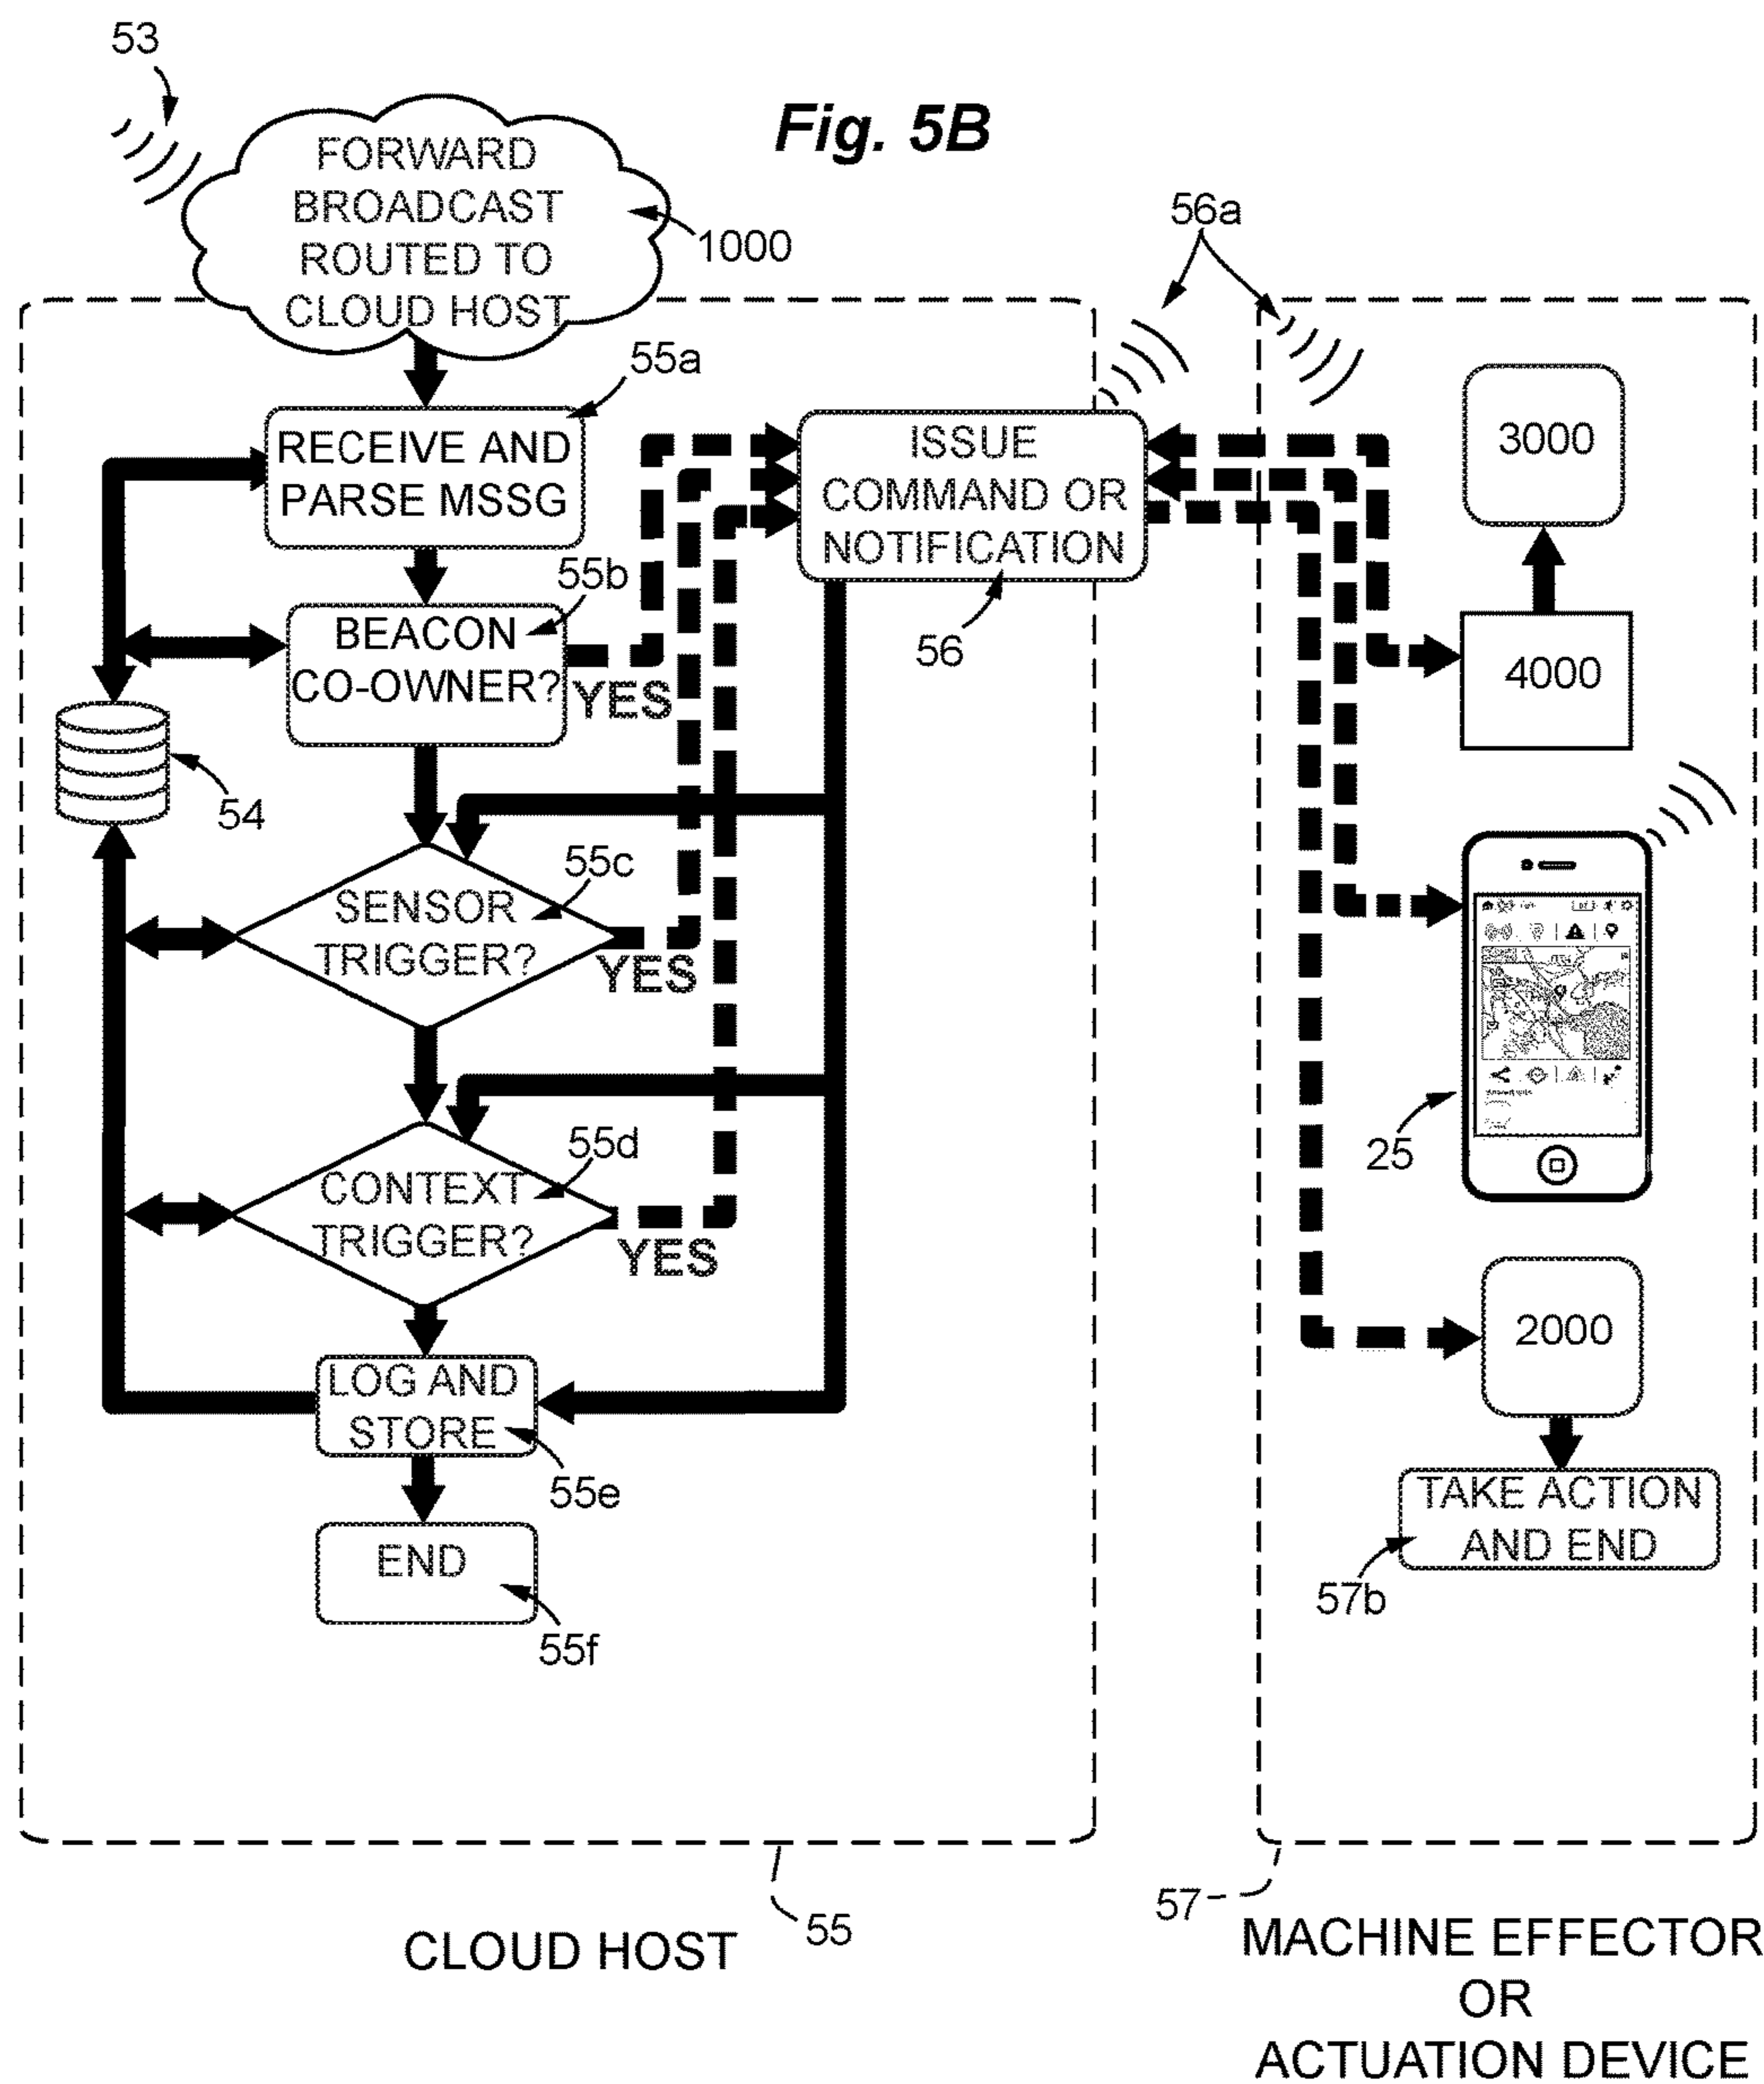 53
Fig. 5B
FORWARD
BROADCAST
ROUTED TO
CLOUD HOST
1000
56a
55a
RECEIVE AND
PARSE MSSG
ISSUE
COMMAND OR
NOTIFICATION
56
3000
4000
55b
BEACON
CO-OWNER?
YES
54
55c
SENSOR
TRIGGER?
YES
55d
CONTEXT
TRIGGER?
YES
25
2000
LOG AND
STORE
55e
TAKE ACTION
AND END
57b
END
55f
55
CLOUD HOST
57
MACHINE EFFECTOR
OR
ACTUATION DEVICE